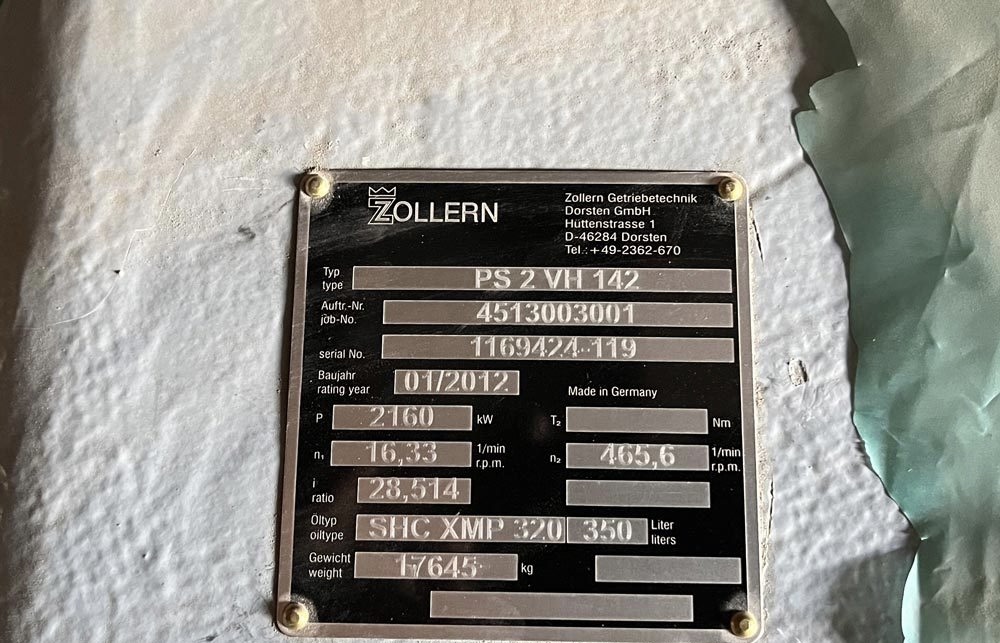 ZOLLERN
Zollern Getriebetechnik
Dorsten GmbH
Hüttenstrasse 1
D-46284 Dorsten
Tel.: +49-2362-670
Typ
type
PS 2 VH 142
Auftr.-Nr.
job-No.
4513003001
serial No.
1169424-119
Baujahr
rating year
01/2012
Made in Germany
P
2160
kW
T₂
Nm
n₁
16,33
1/min
r.p.m.
n₂
465,6
1/min
r.p.m.
i
ratio
28,514
Öltyp
oiltype
SHC XMP 320
350
Liter
liters
Gewicht
weight
17645
kg